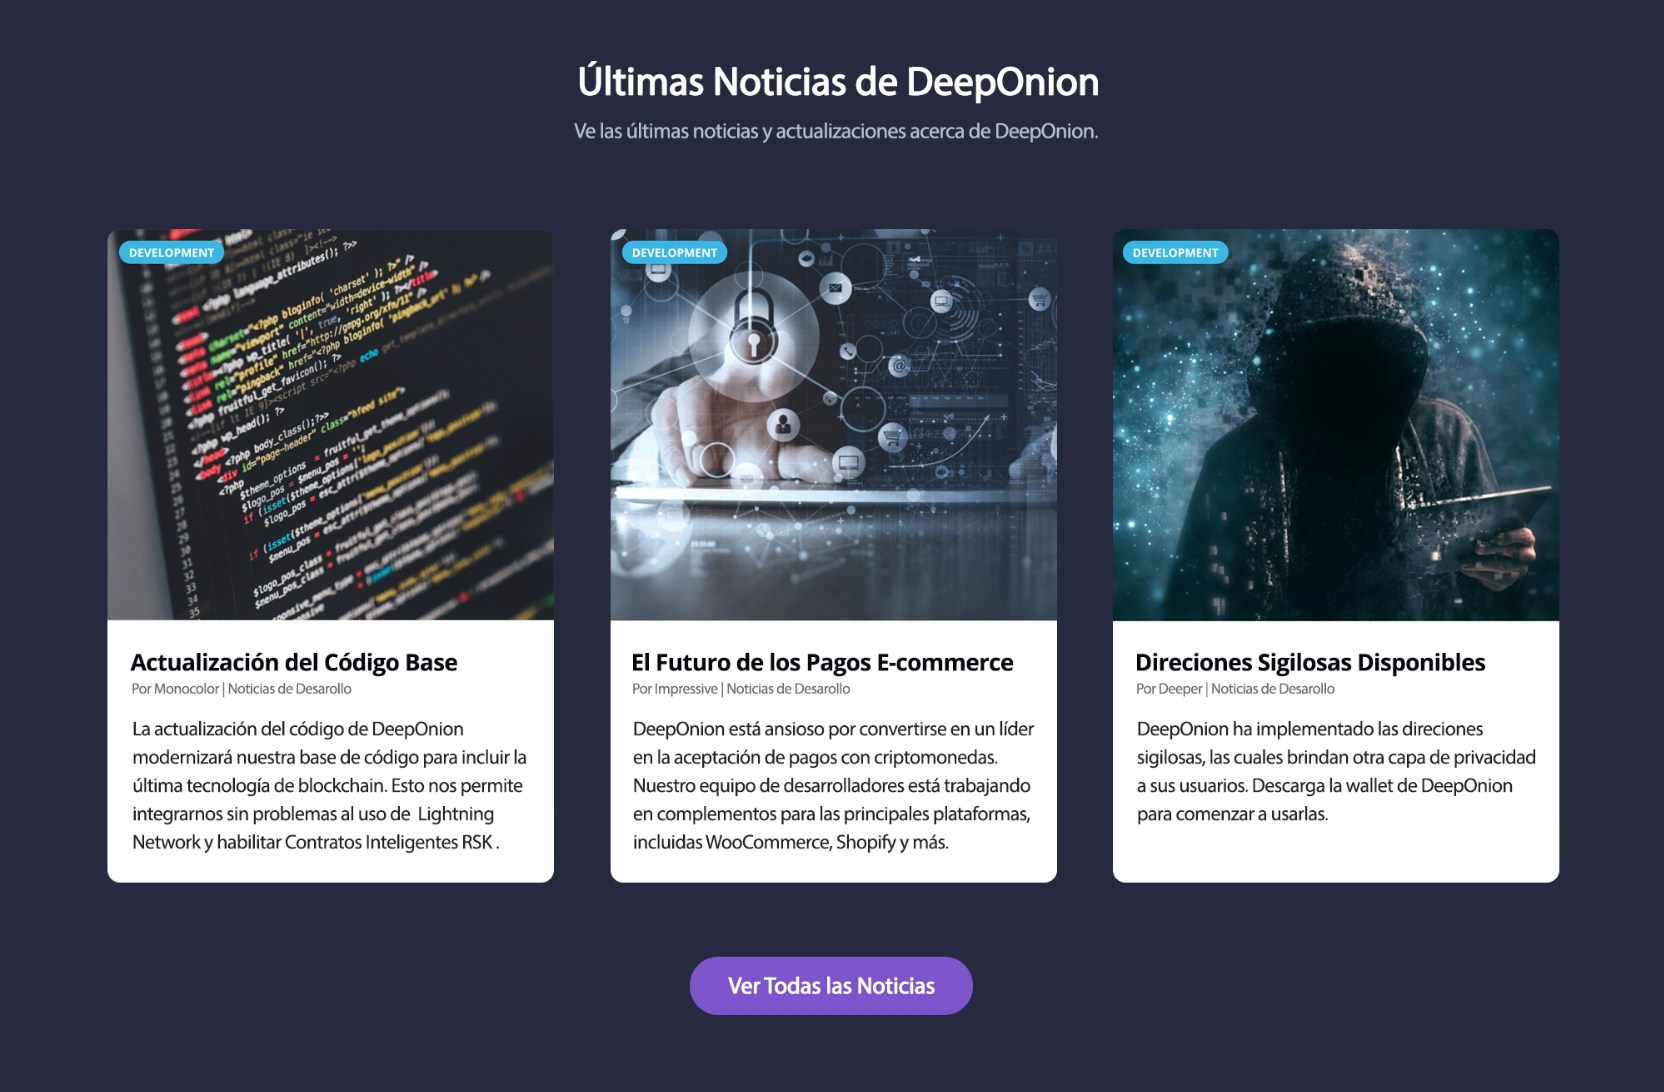 Últimas Noticias de DeepOnion
Ve las últimas noticias y actualizaciones acerca de DeepOnion.
DEVELOPMENT
Actualización del Código Base
Por Monocolor | Noticias de Desarollo
La actualización del código de DeepOnion
modernizará nuestra base de código para incluir la
última tecnología de blockchain. Esto nos permite
integrarnos sin problemas al uso de Lightning
Network y habilitar Contratos Inteligentes RSK .
DEVELOPMENT
El Futuro de los Pagos E-commerce
Por Impressive | Noticias de Desarollo
DeepOnion está ansioso por convertirse en un líder
en la aceptación de pagos con criptomonedas.
Nuestro equipo de desarrolladores está trabajando
en complementos para las principales plataformas,
incluidas WooCommerce, Shopify y más.
DEVELOPMENT
Direciones Sigilosas Disponibles
Por Deeper | Noticias de Desarollo
DeepOnion ha implementado las direciones
sigilosas, las cuales brindan otra capa de privacidad
a sus usuarios. Descarga la wallet de DeepOnion
para comenzar a usarlas.
Ver Todas las Noticias